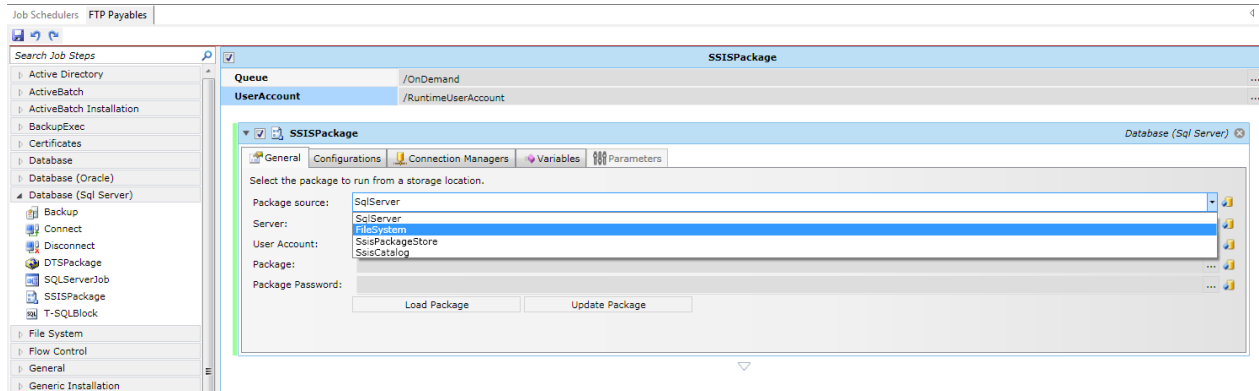 Job Schedulers FTP Payables
Search Job Steps
Active Directory
ActiveBatch
ActiveBatch Installation
BackupExec
Certificates
Database
Database (Oracle)
Database (Sql Server)
Backup
Connect
Disconnect
DTSPackage
SQLServerJob
SSISPackage
SQL T-SQLBlock
File System
Flow Control
General
Generic Installation
SSISPackage
Queue /OnDemand ...
UserAccount /RuntimeUserAccount ...
SSISPackage Database (Sql Server)
General Configurations Connection Managers Variables Parameters
Select the package to run from a storage location.
Package source: SqlServer
SqlServer
Server: FileSystem
SsisPackageStore
User Account: SsisCatalog
Package: ...
Package Password: ...
Load Package Update Package